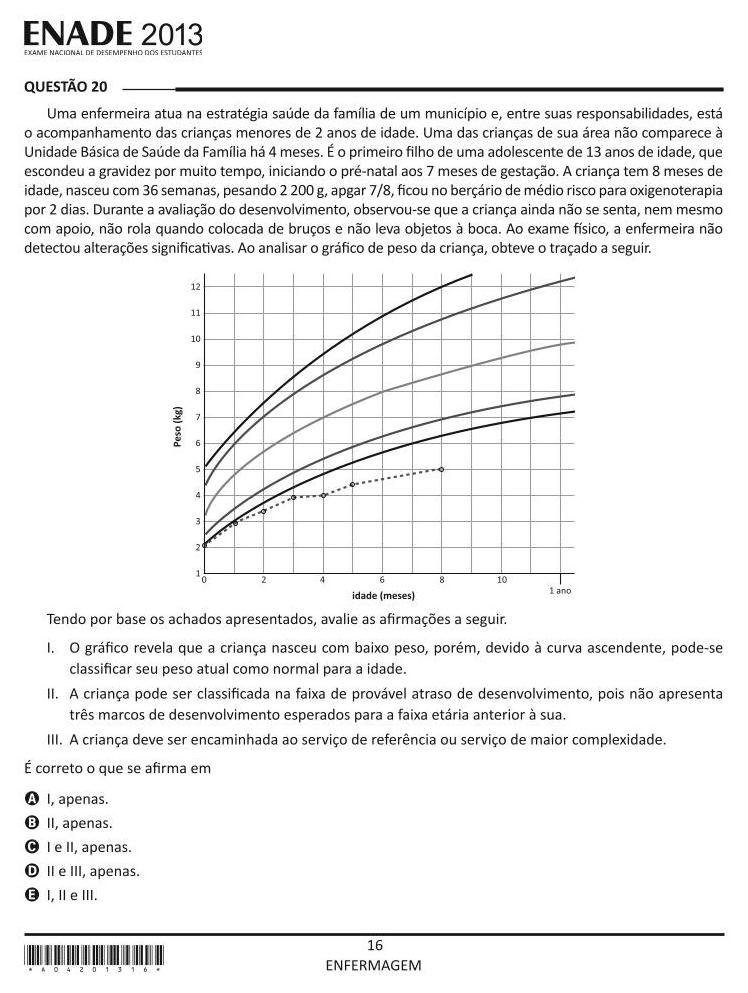 ENADE 2013
EXAME NACIONAL DE DESEMPENHO DOS ESTUDANTES
QUESTÃO 20
Uma enfermeira atua na estratégia saúde da família de um município e, entre suas responsabilidades, está
o acompanhamento das crianças menores de 2 anos de idade. Uma das crianças de sua área não comparece à
Unidade Básica de Saúde da Família há 4 meses. É o primeiro filho de uma adolescente de 13 anos de idade, que
escondeu a gravidez por muito tempo, iniciando o pré-natal aos 7 meses de gestação. A criança tem 8 meses de
idade, nasceu com 36 semanas, pesando 2 200 g, apgar 7/8, ficou no berçário de médio risco para oxigenoterapia
por 2 dias. Durante a avaliação do desenvolvimento, observou-se que a criança ainda não se senta, nem mesmo
com apoio, não rola quando colocada de bruços e não leva objetos à boca. Ao exame físico, a enfermeira não
detectou alterações significativas. Ao analisar o gráfico de peso da criança, obteve o traçado a seguir.
12
11
10
9
8
7
6
5
4
3
2
1
Peso (kg)
0 2 4 6 8 10
1 ano
idade (meses)
Tendo por base os achados apresentados, avalie as afirmações a seguir.
I. O gráfico revela que a criança nasceu com baixo peso, porém, devido à curva ascendente, pode-se
classificar seu peso atual como normal para a idade.
II. A criança pode ser classificada na faixa de provável atraso de desenvolvimento, pois não apresenta
três marcos de desenvolvimento esperados para a faixa etária anterior à sua.
III. A criança deve ser encaminhada ao serviço de referência ou serviço de maior complexidade.
É correto o que se afirma em
A I, apenas.
B II, apenas.
C I e II, apenas.
D II e III, apenas.
E I, II e III.
*A0420131​6*
16
ENFERMAGEM